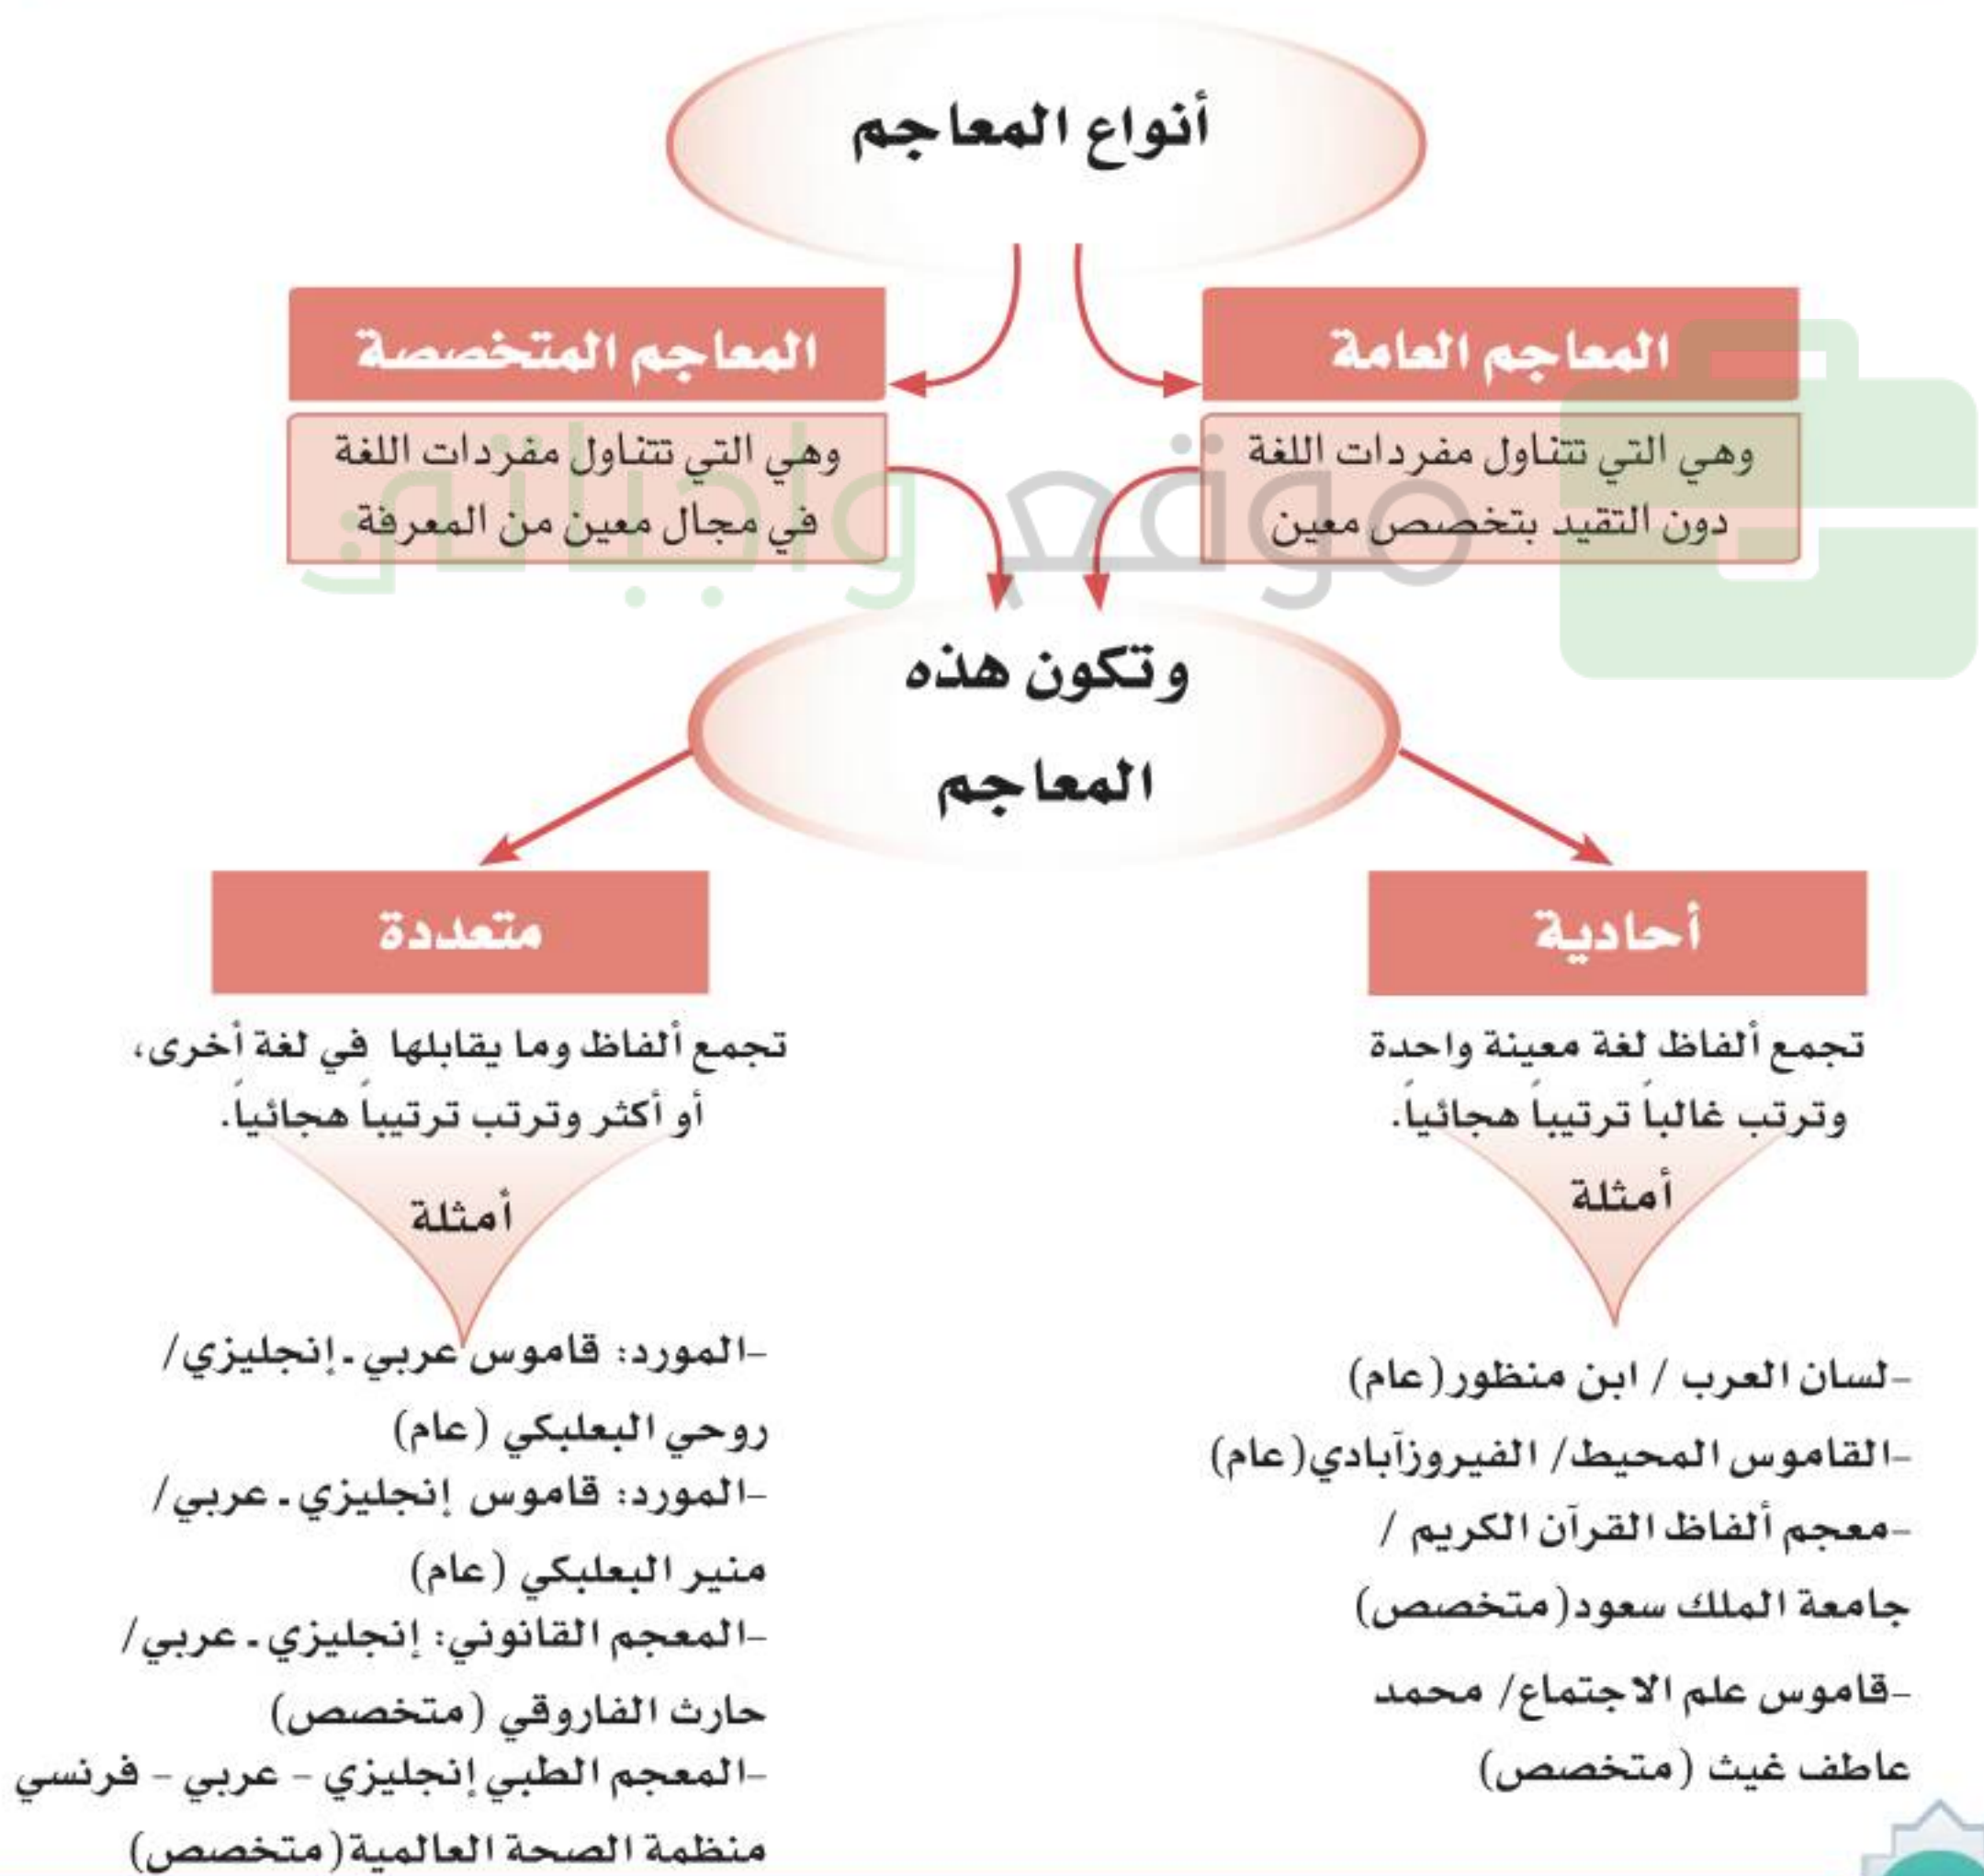 أنواع المعاجم
المعاجم العامة
وهي التي تتناول مفردات اللغة
دون التقيد بتخصص معين
المعاجم المتخصصة
وهي التي تتناول مفردات اللغة
في مجال معين من المعرفة
موقع واجباتي
وتكون هذه
المعاجم
أحادية
تجمع ألفاظ لغة معينة واحدة
وترتب غالباً ترتيباً هجائياً.
أمثلة
-لسان العرب / ابن منظور(عام)
-القاموس المحيط/ الفيروزآبادي(عام)
-معجم ألفاظ القرآن الكريم /
جامعة الملك سعود(متخصص)
-قاموس علم الاجتماع/ محمد
عاطف غيث (متخصص)
متعددة
تجمع ألفاظ وما يقابلها في لغة أخرى،
أو أكثر وترتب ترتيباً هجائياً.
أمثلة
-المورد: قاموس عربي ـ إنجليزي/
روحي البعلبكي (عام)
-المورد: قاموس إنجليزي ـ عربي/
منير البعلبكي (عام)
-المعجم القانوني: إنجليزي ـ عربي/
حارث الفاروقي (متخصص)
-المعجم الطبي إنجليزي - عربي - فرنسي
منظمة الصحة العالمية(متخصص)